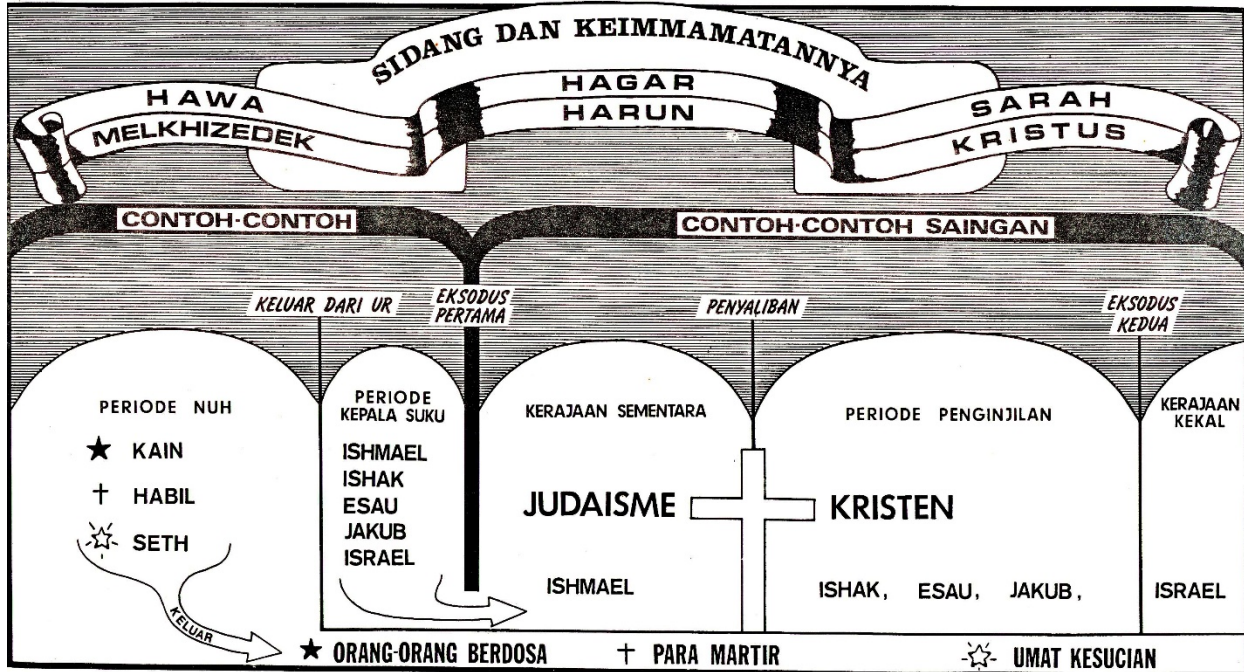 SIDANG DAN KEIMMAMATANNYA
HAWA
MELKHIZEDEK
HAGAR
HARUN
SARAH
KRISTUS
CONTOH-CONTOH
CONTOH-CONTOH SAINGAN
KELUAR DARI UR
EKSODUS
PERTAMA
PENYALIBAN
EKSODUS
KEDUA
PERIODE NUH
★ KAIN
† HABIL
SETH
KELUAR
PERIODE
KEPALA SUKU
ISHMAEL
ISHAK
ESAU
JAKUB
ISRAEL
KERAJAAN SEMENTARA
JUDAISME
ISHMAEL
PERIODE PENGINJILAN
KRISTEN
ISHAK, ESAU, JAKUB,
KERAJAAN
KEKAL
ISRAEL
★ ORANG-ORANG BERDOSA † PARA MARTIR UMAT KESUCIAN